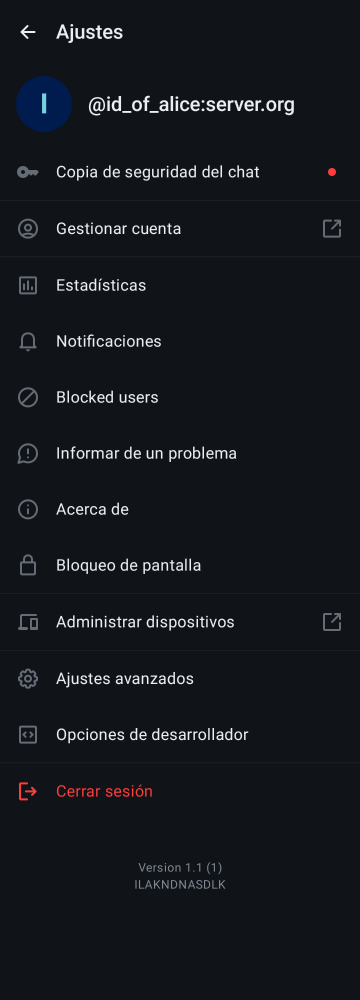 Ajustes
I
@id_of_alice:server.org
Copia de seguridad del chat
Gestionar cuenta
Estadísticas
Notificaciones
Blocked users
Informar de un problema
Acerca de
Bloqueo de pantalla
Administrar dispositivos
Ajustes avanzados
Opciones de desarrollador
Cerrar sesión
Version 1.1 (1)
ILAKNDNASDLK